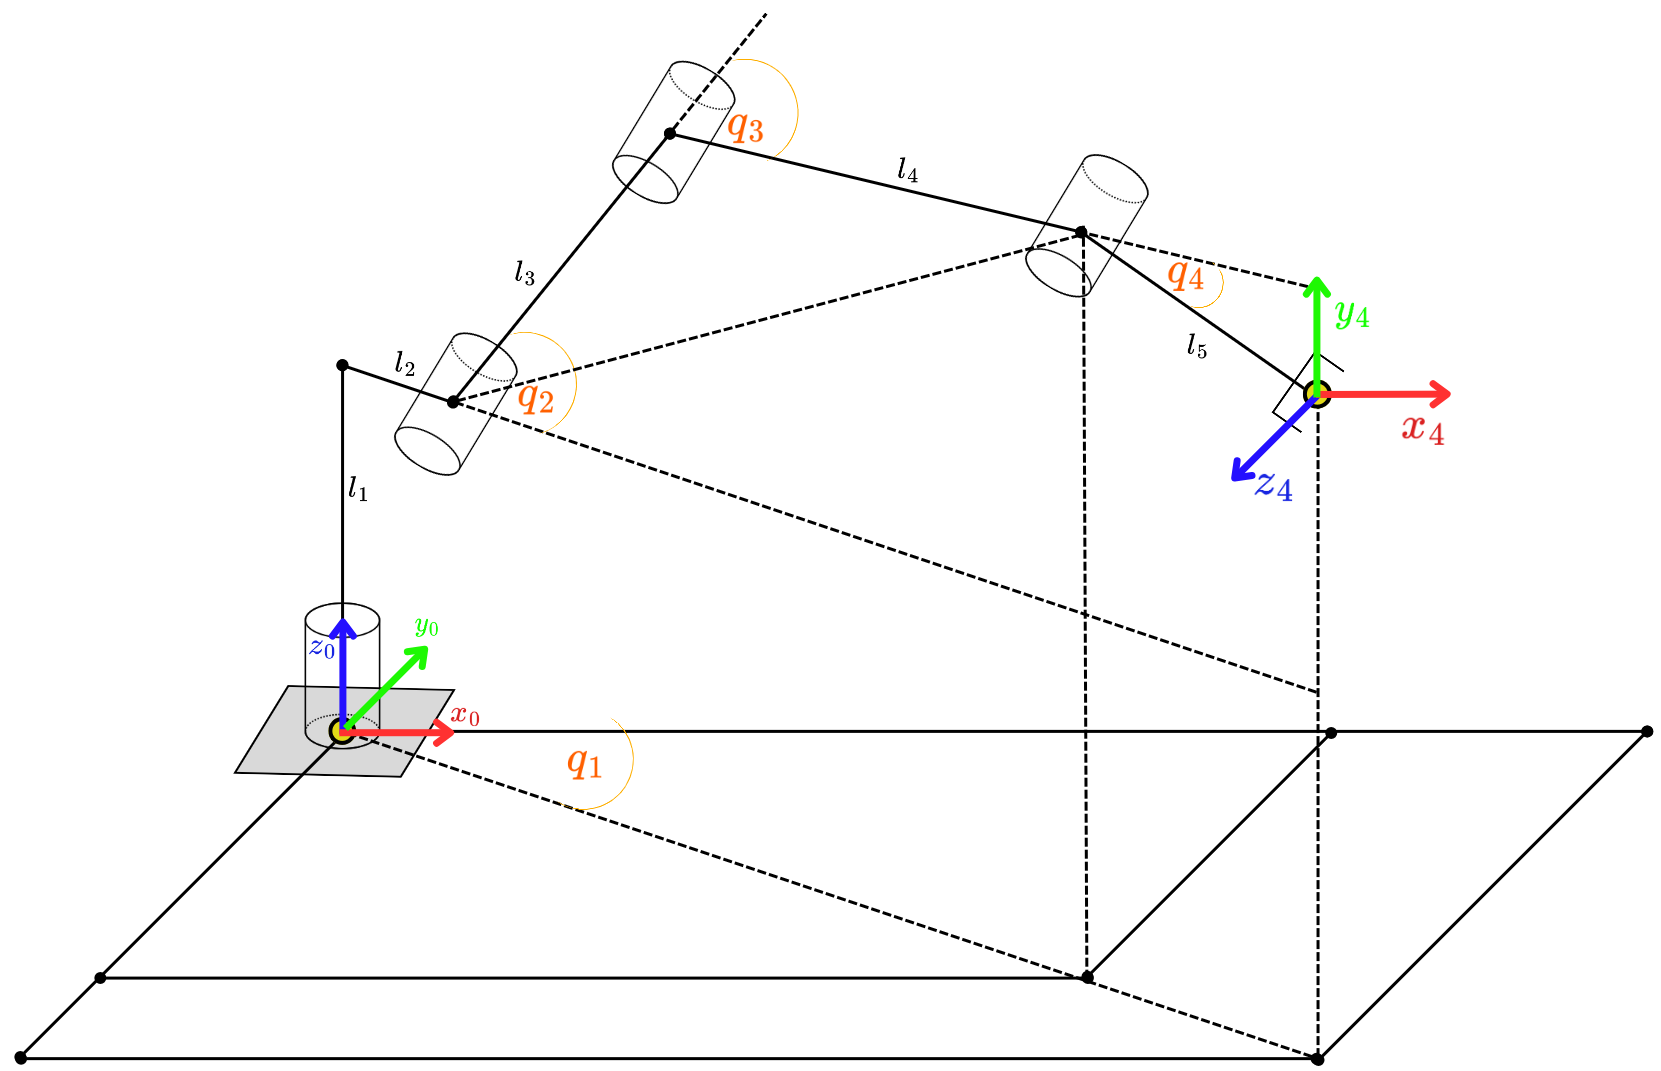 q₃
l₄
l₃
q₄
y₄
l₅
l₂
q₂
x₄
l₁
z₄
y₀
z₀
x₀
q₁